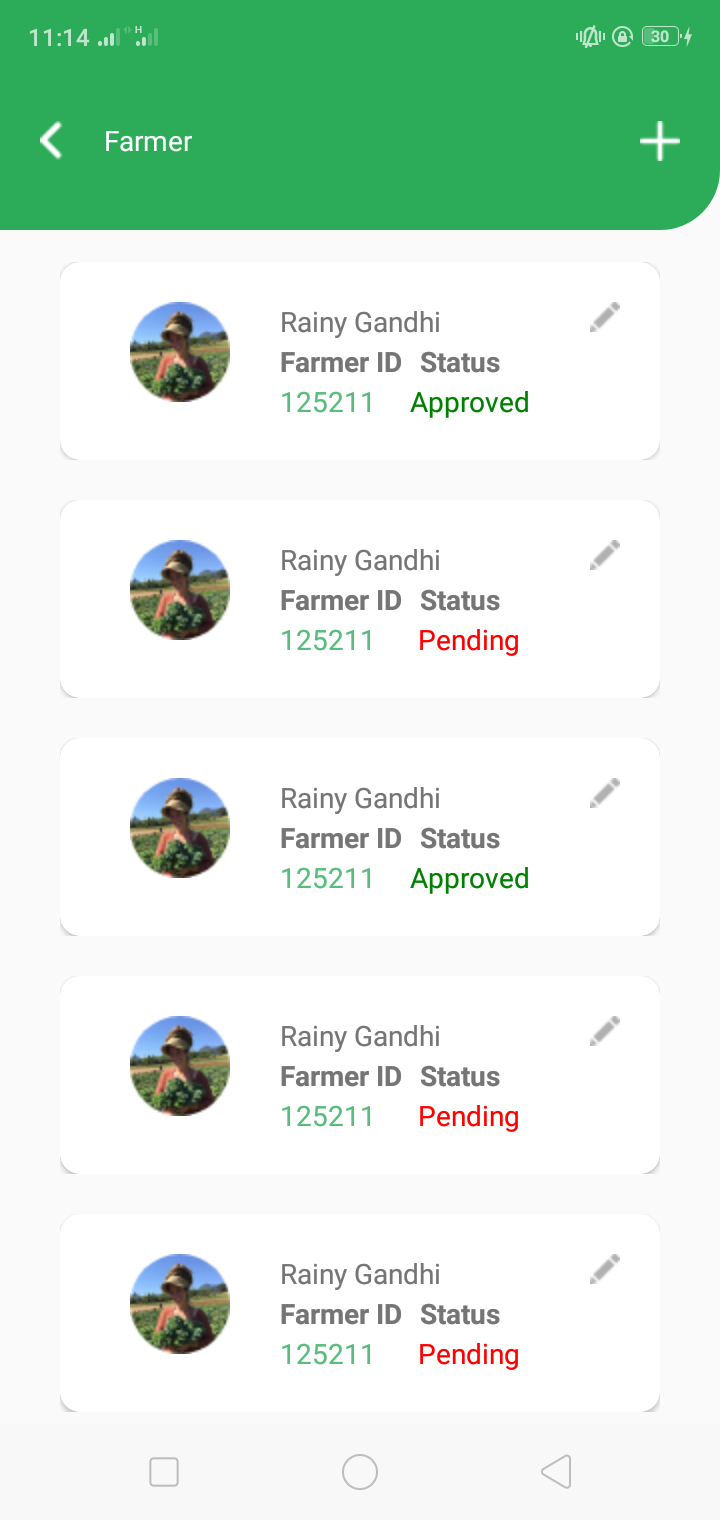 11:14 H 30
Farmer
Rainy Gandhi
Farmer ID Status
125211 Approved
Rainy Gandhi
Farmer ID Status
125211 Pending
Rainy Gandhi
Farmer ID Status
125211 Approved
Rainy Gandhi
Farmer ID Status
125211 Pending
Rainy Gandhi
Farmer ID Status
125211 Pending